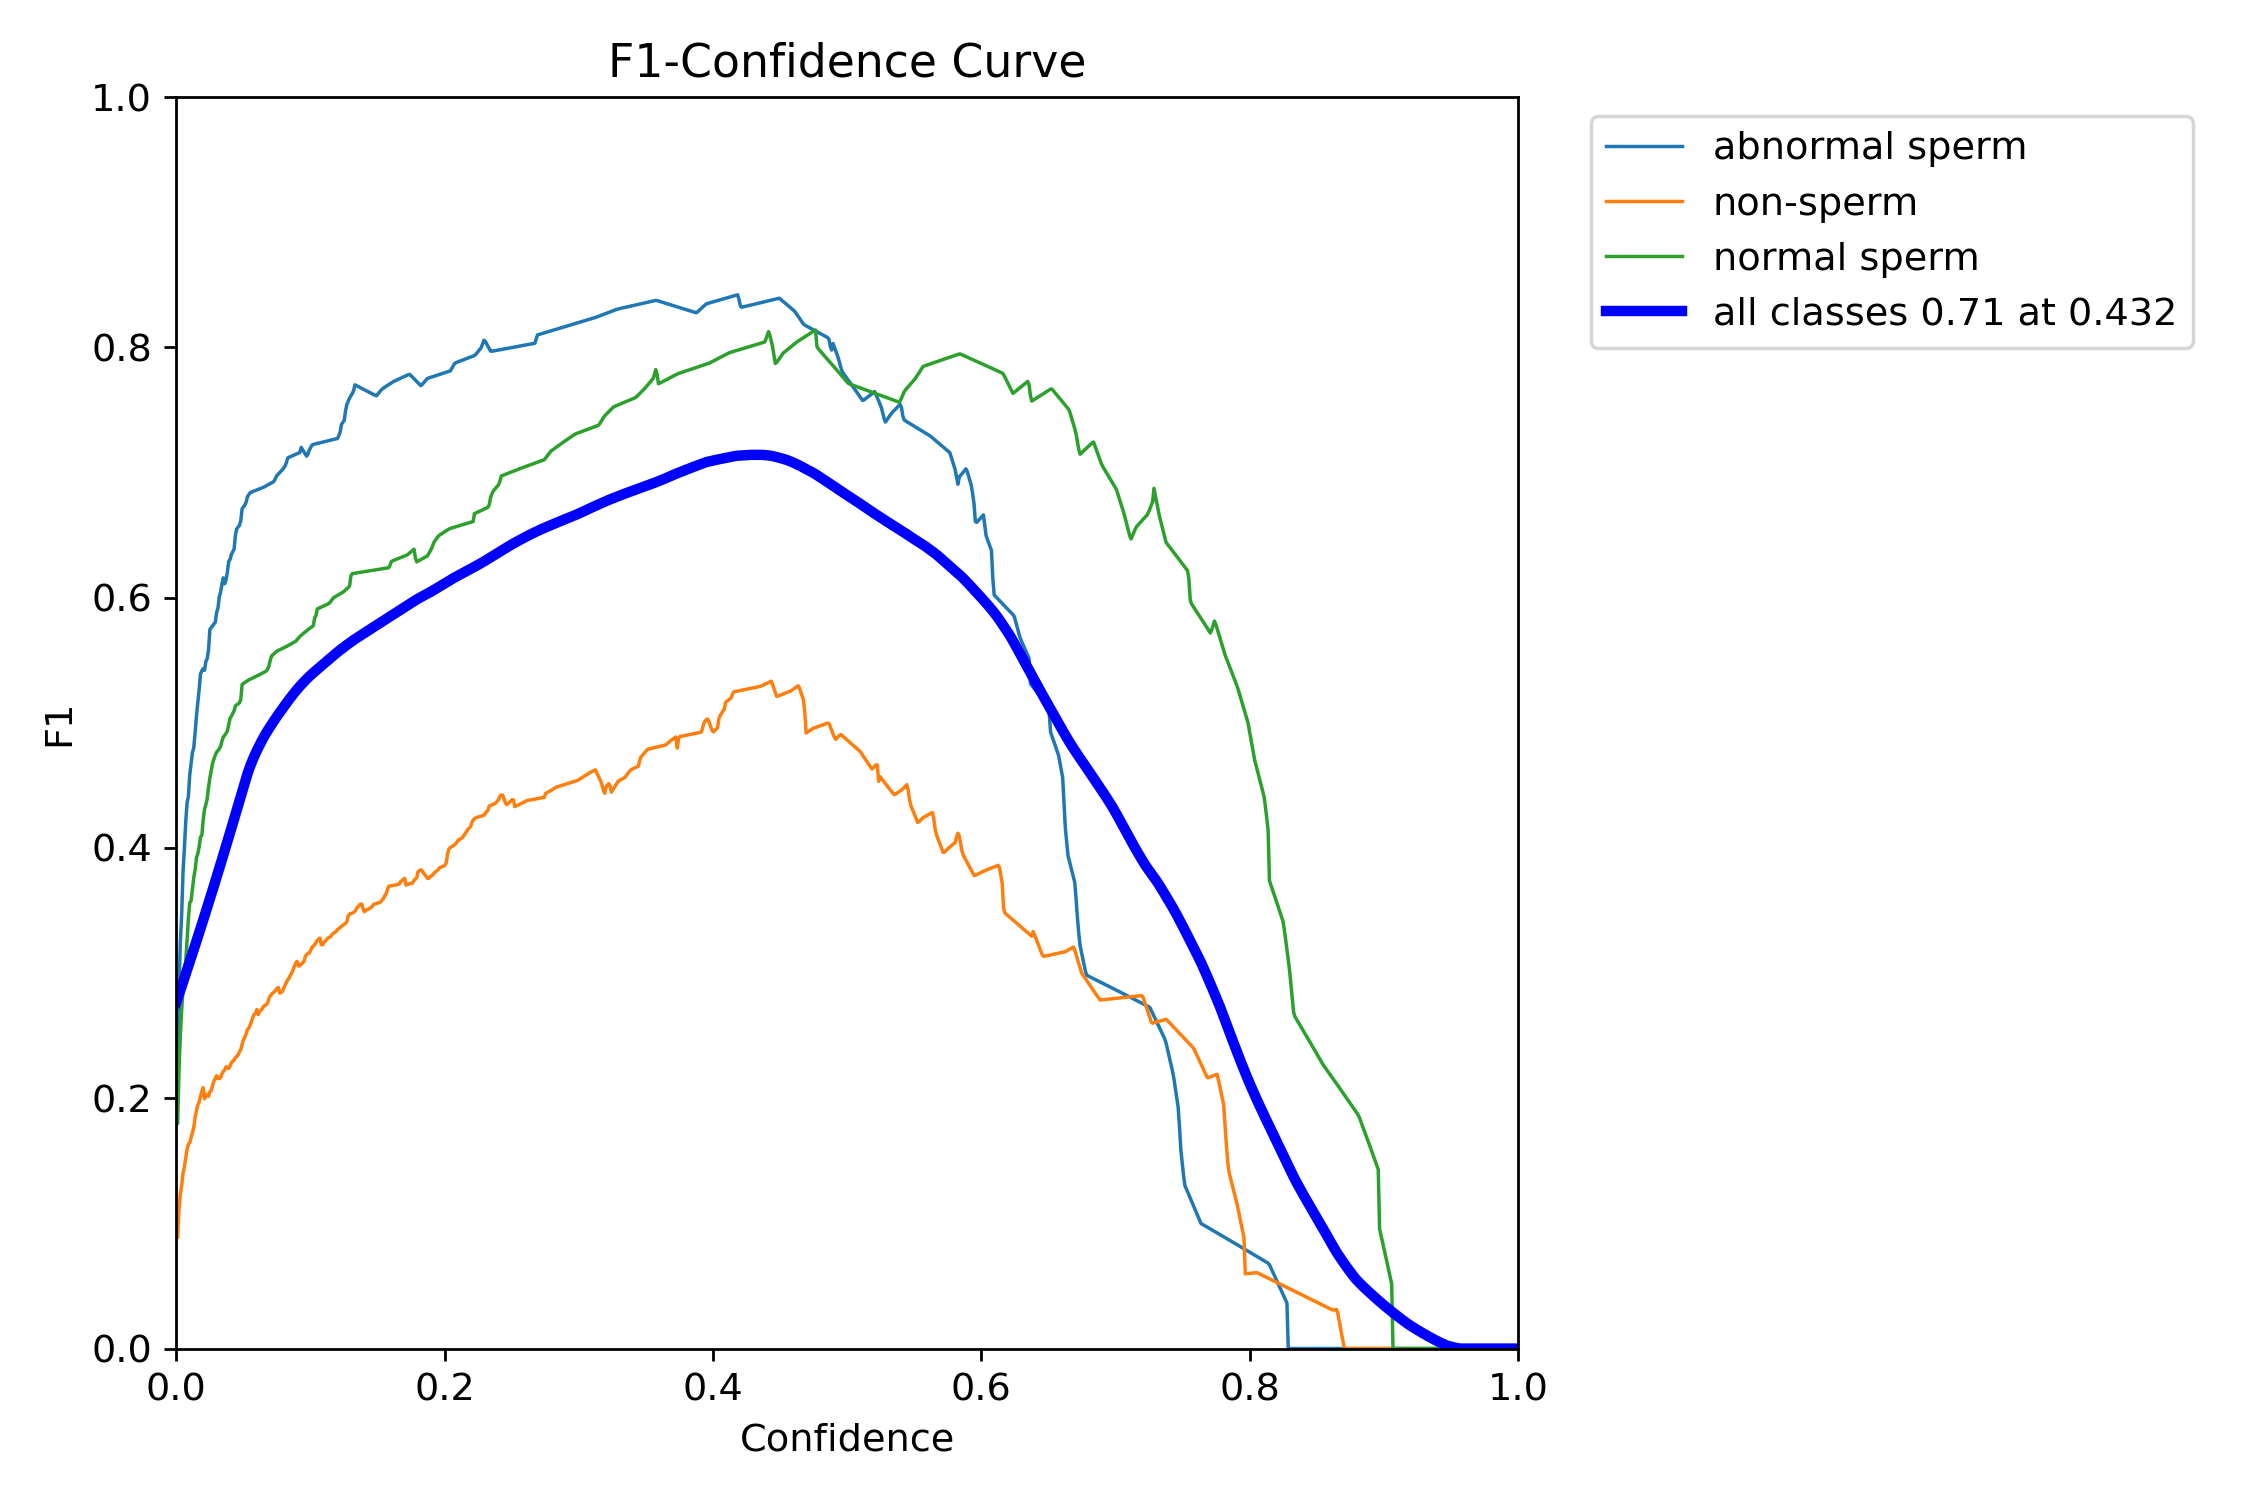 F1-Confidence Curve
1.0
0.8
0.6
0.4
0.2
0.0
F1
0.0 0.2 0.4 0.6 0.8 1.0
Confidence
abnormal sperm
non-sperm
normal sperm
all classes 0.71 at 0.432